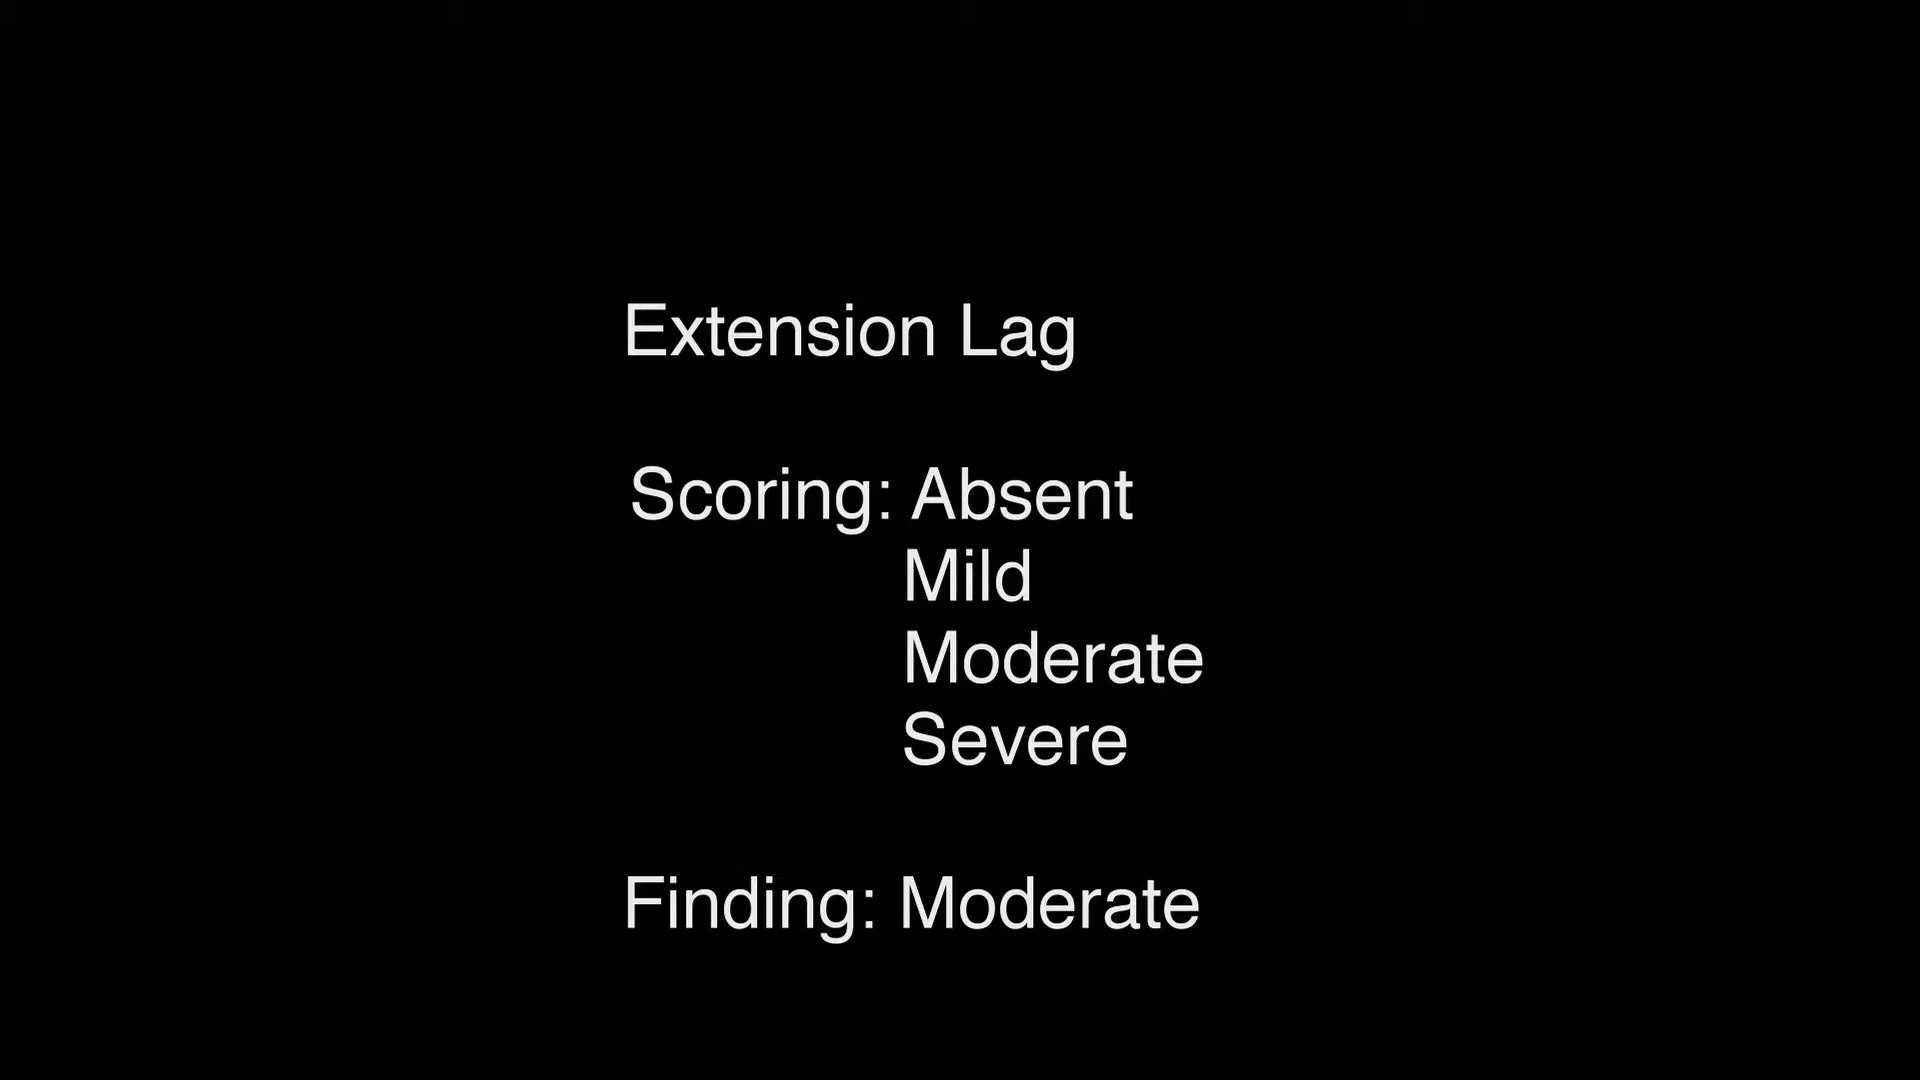 Extension Lag
Scoring: Absent
Mild
Moderate
Severe
Finding: Moderate